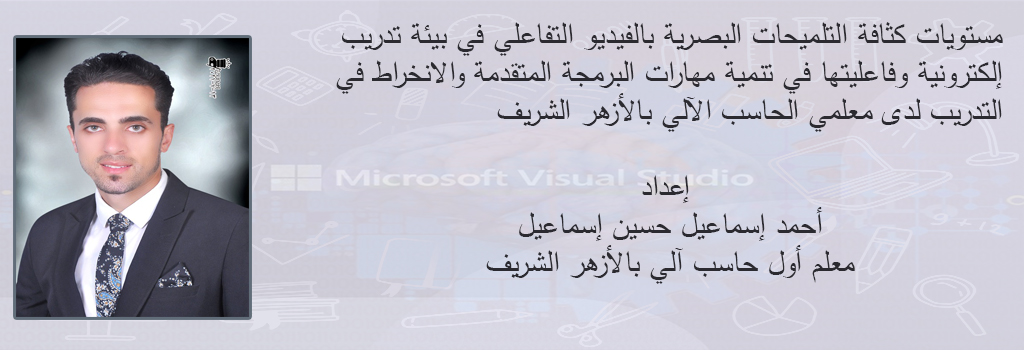 مستويات كثافة التلميحات البصرية بالفيديو التفاعلي في بيئة تدريب
إلكترونية وفاعليتها في تنمية مهارات البرمجة المتقدمة والانخراط في
التدريب لدى معلمي الحاسب الآلي بالأزهر الشريف
Microsoft Visual Studio
إعداد
أحمد إسماعيل حسين إسماعيل
معلم أول حاسب آلي بالأزهر الشريف